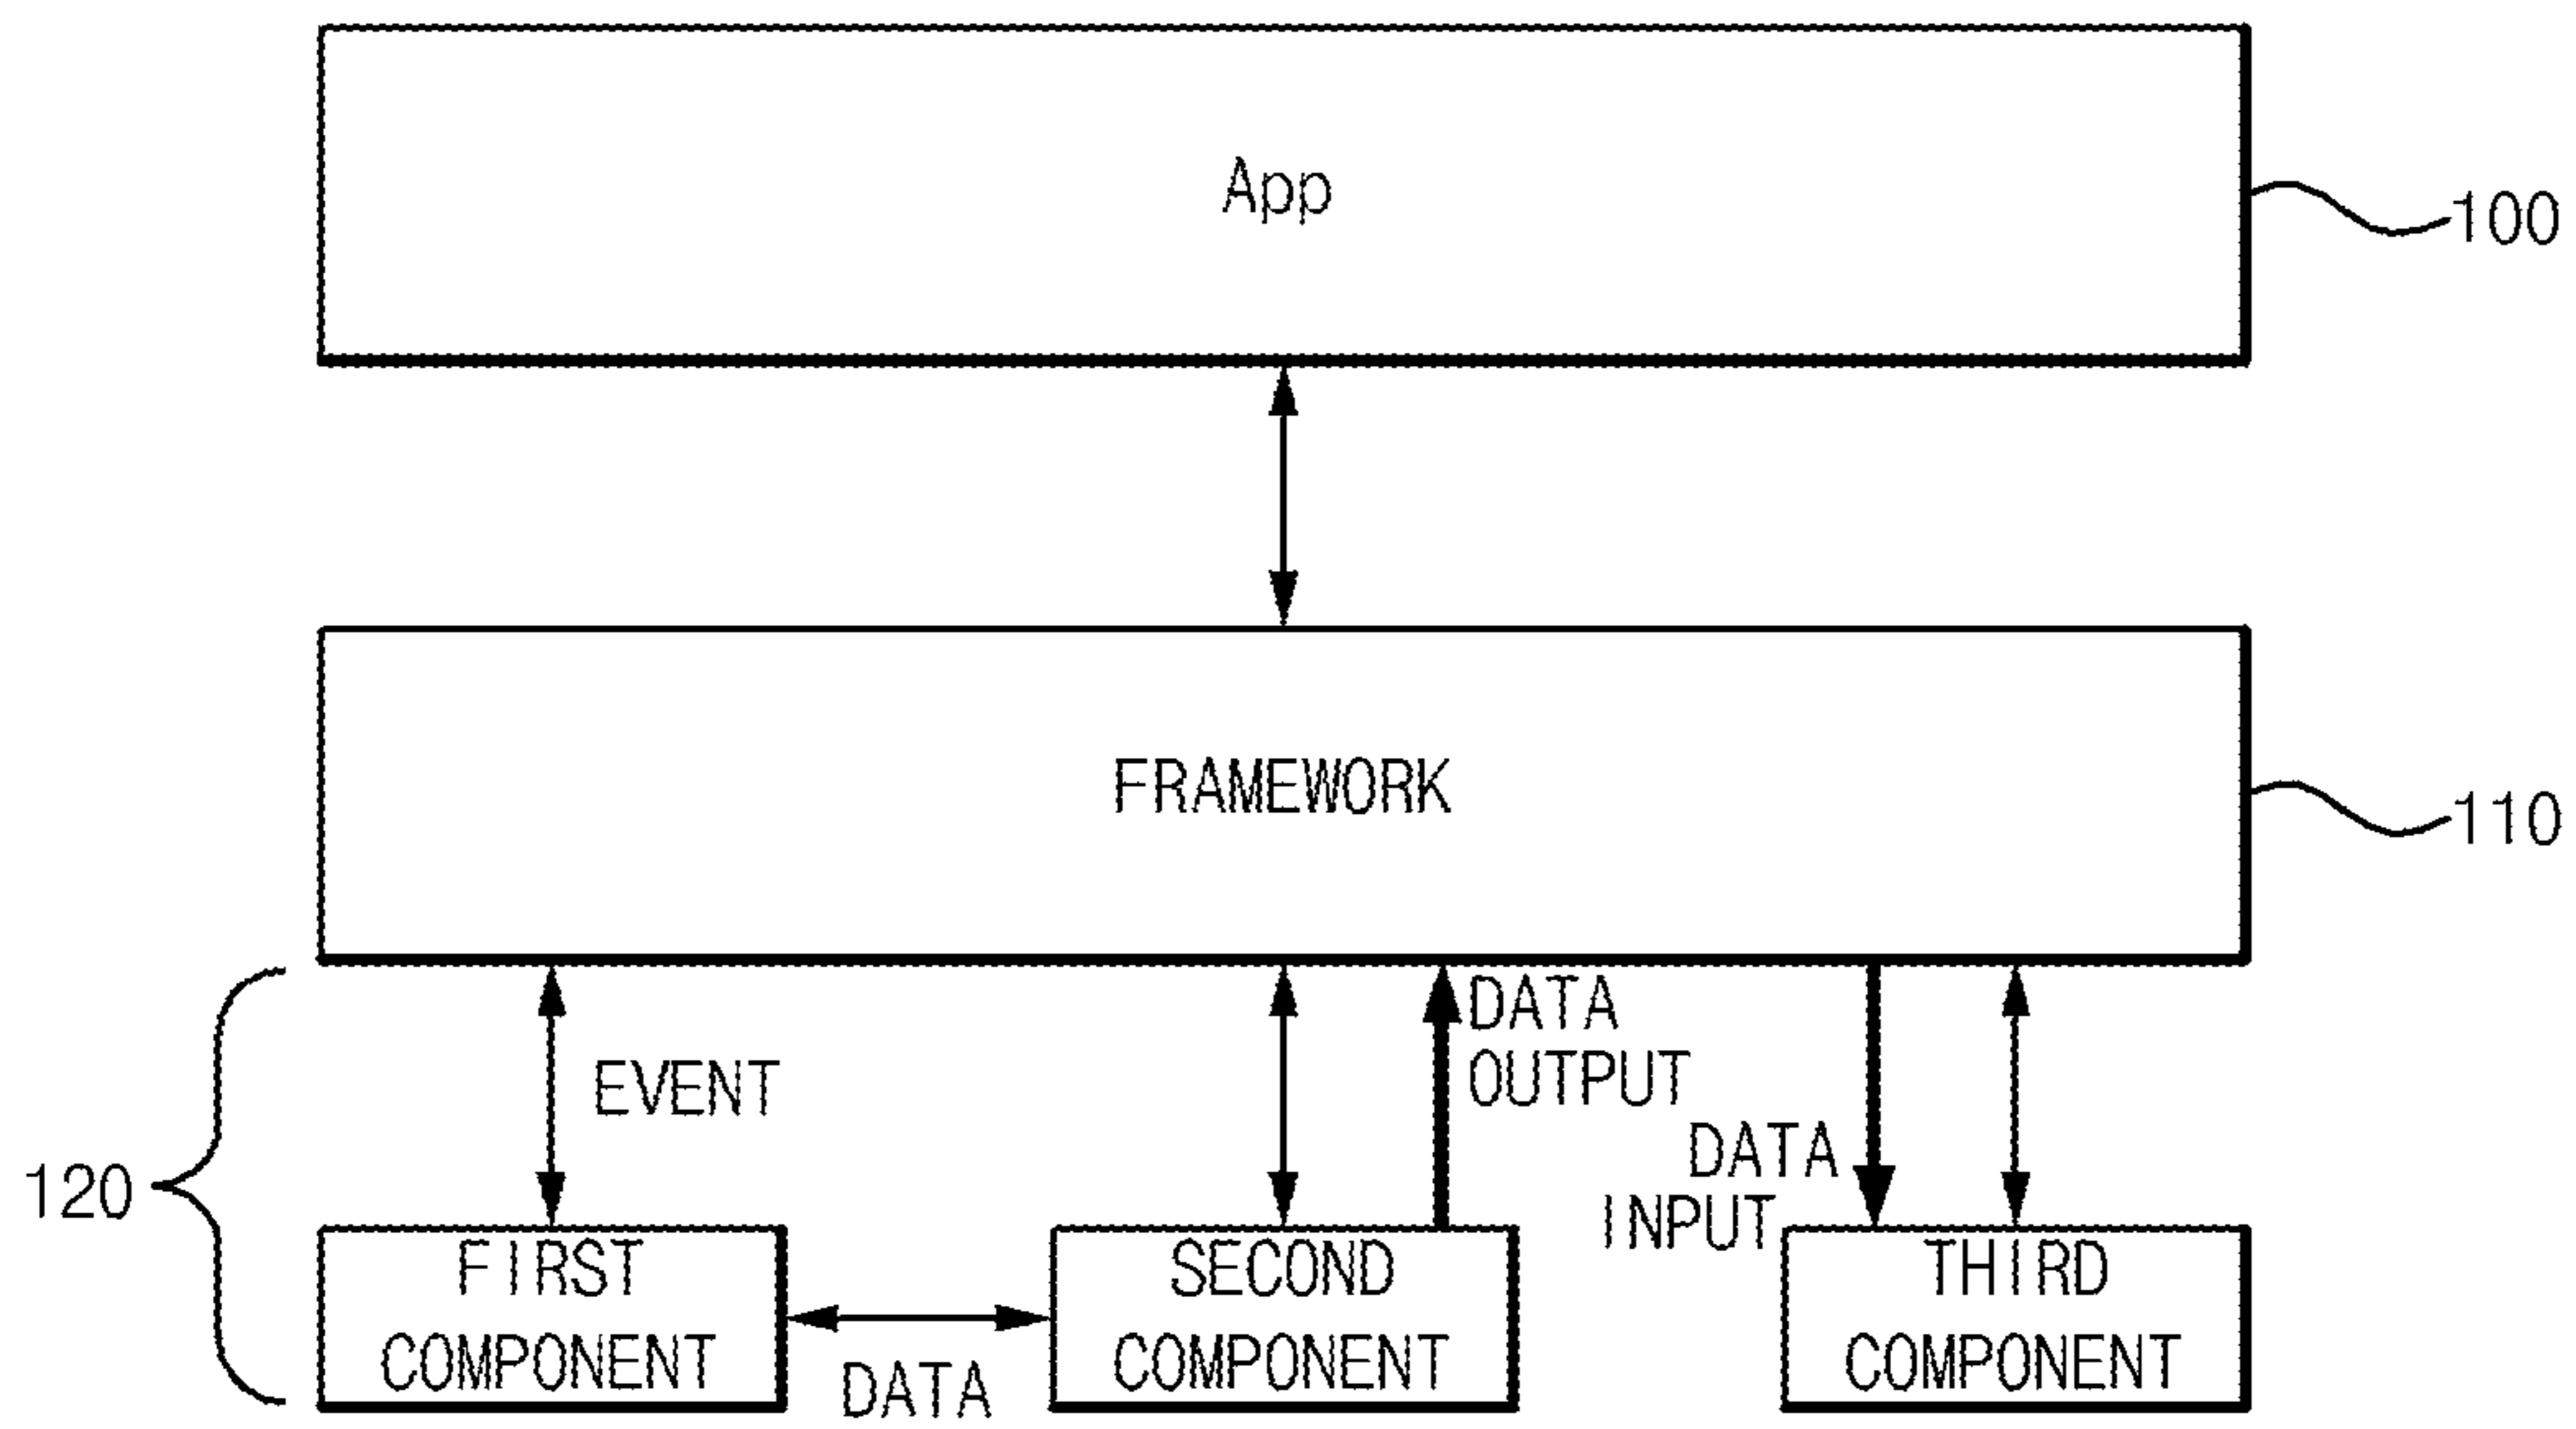 App
100
FRAMEWORK
110
DATA
OUTPUT
EVENT
DATA
INPUT
120
FIRST
COMPONENT
SECOND
COMPONENT
THIRD
COMPONENT
DATA